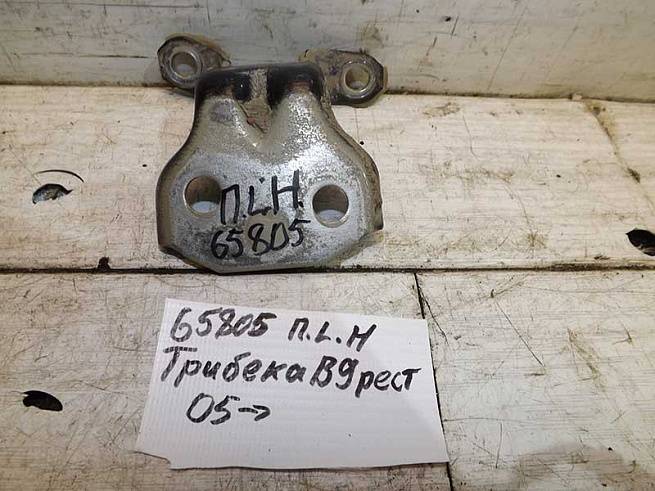 П.L.Н.
65805
65805 П.L.Н
Трибека В9 рест
05→